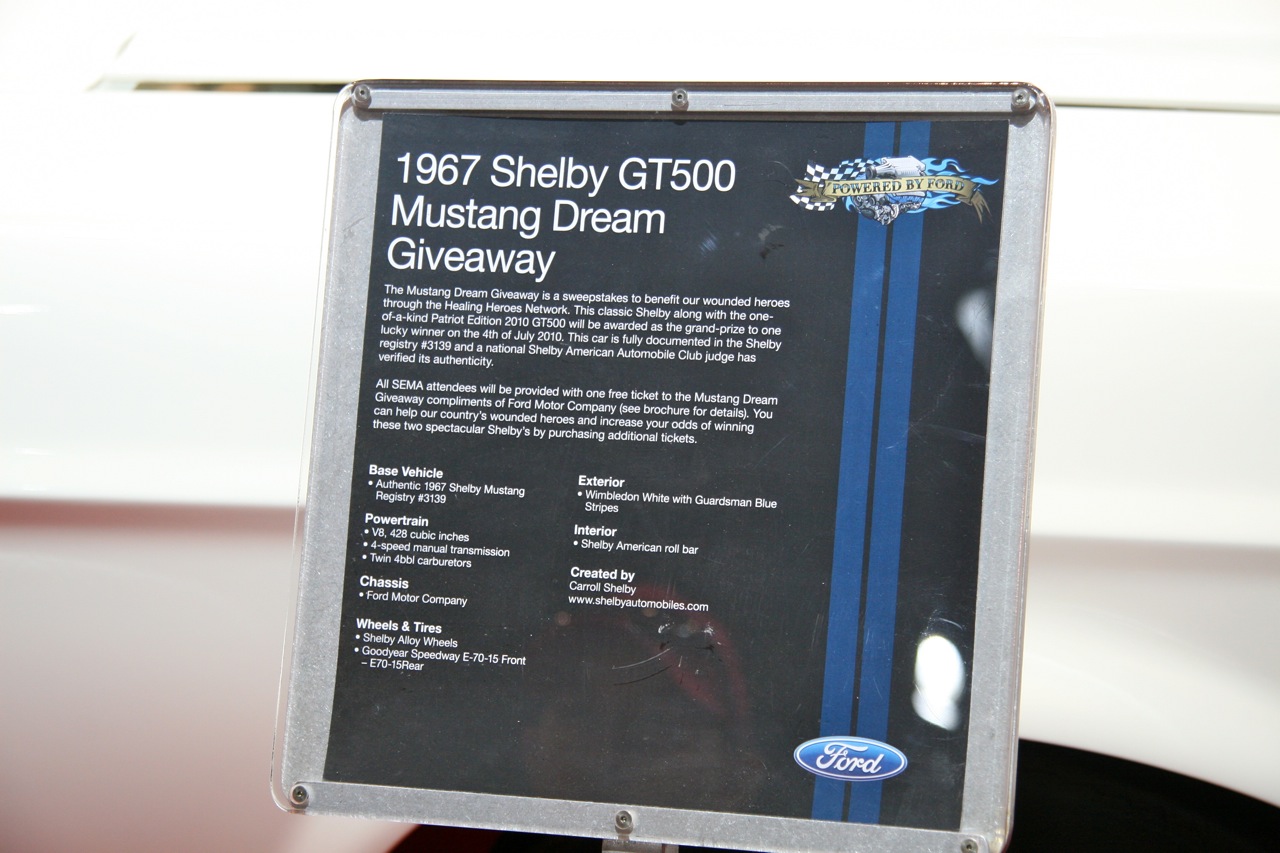 1967 Shelby GT500
Mustang Dream
Giveaway
POWERED BY FORD
The Mustang Dream Giveaway is a sweepstakes to benefit our wounded heroes
through the Healing Heroes Network. This classic Shelby along with the one-
of-a-kind Patriot Edition 2010 GT500 will be awarded as the grand-prize to one
lucky winner on the 4th of July 2010. This car is fully documented in the Shelby
registry #3139 and a national Shelby American Automobile Club judge has
verified its authenticity.
All SEMA attendees will be provided with one free ticket to the Mustang Dream
Giveaway compliments of Ford Motor Company (see brochure for details). You
can help our country's wounded heroes and increase your odds of winning
these two spectacular Shelby's by purchasing additional tickets.
Base Vehicle
• Authentic 1967 Shelby Mustang
Registry #3139
Powertrain
• V8, 428 cubic inches
• 4-speed manual transmission
• Twin 4bbl carburetors
Chassis
• Ford Motor Company
Wheels & Tires
• Shelby Alloy Wheels
• Goodyear Speedway E-70-15 Front
– E70-15Rear
Exterior
• Wimbledon White with Guardsman Blue
Stripes
Interior
• Shelby American roll bar
Created by
Carroll Shelby
www.shelbyautomobiles.com
Ford